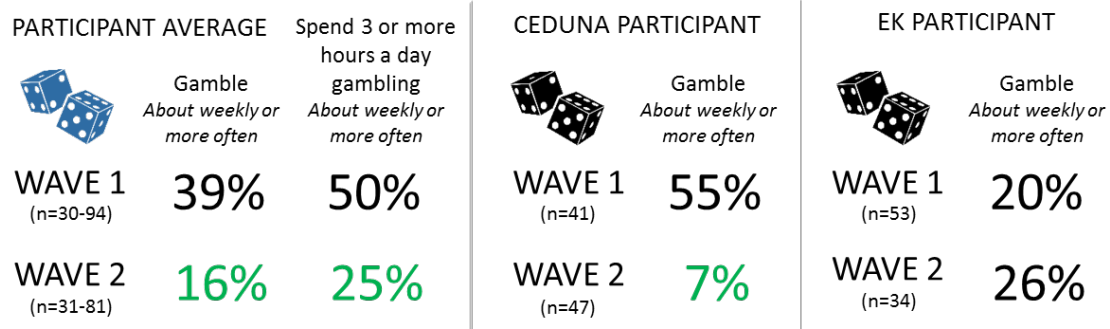 PARTICIPANT AVERAGE
Gamble
About weekly or
more often
Spend 3 or more
hours a day
gambling
About weekly or
more often
WAVE 1
(n=30-94)
39%
50%
WAVE 2
(n=31-81)
16%
25%
CEDUNA PARTICIPANT
Gamble
About weekly or
more often
WAVE 1
(n=41)
55%
WAVE 2
(n=47)
7%
EK PARTICIPANT
Gamble
About weekly or
more often
WAVE 1
(n=53)
20%
WAVE 2
(n=34)
26%